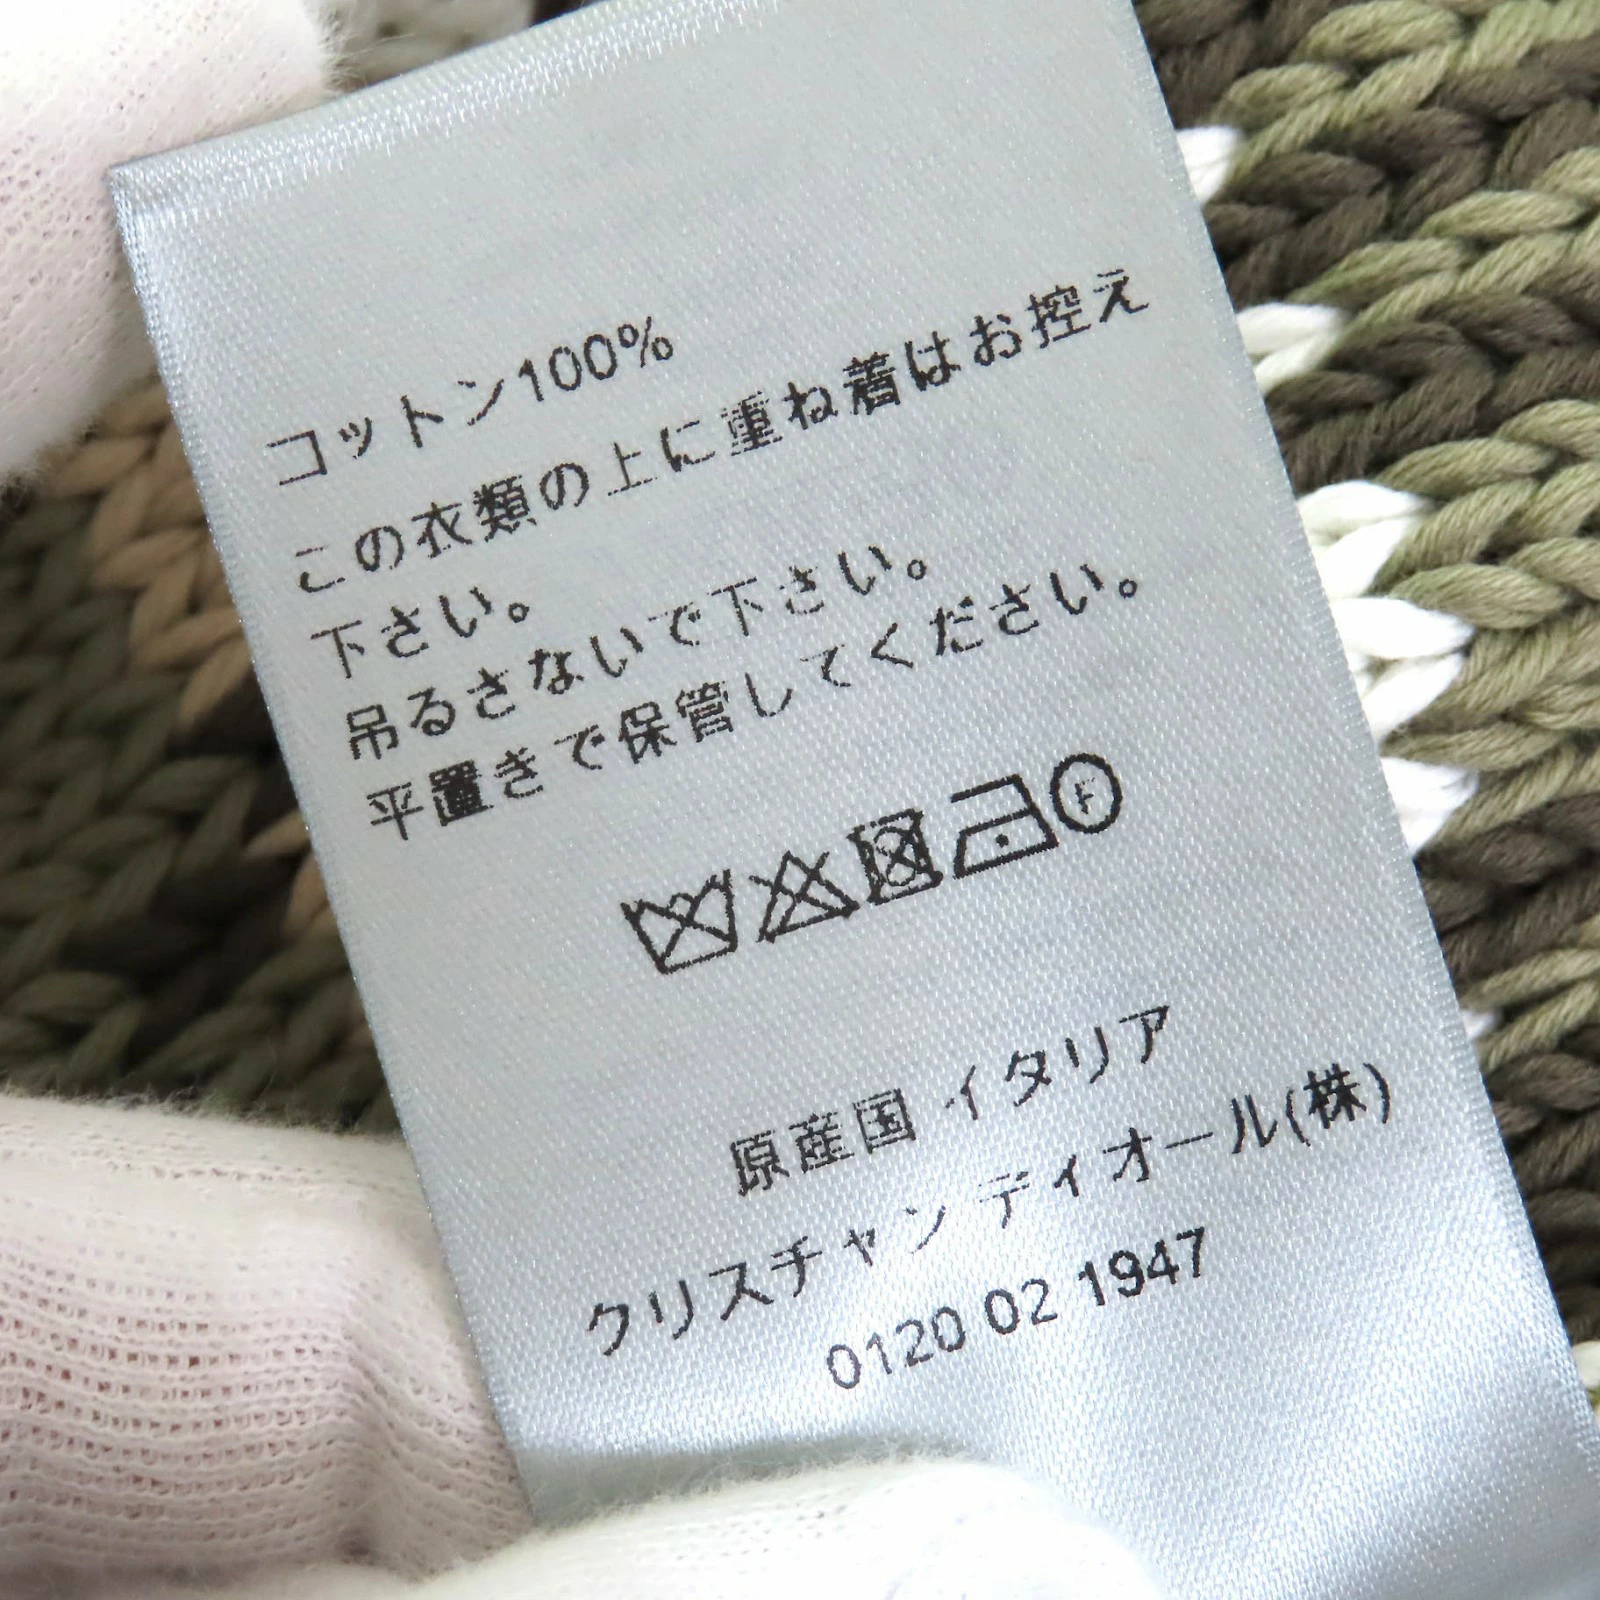 コットン100%
この衣類の上に重ね着はお控え
下さい。
吊るさないで下さい。
平置きで保管してください。
F
原産国 イタリア
クリスチャン ディオール(株)
0120 02 1947